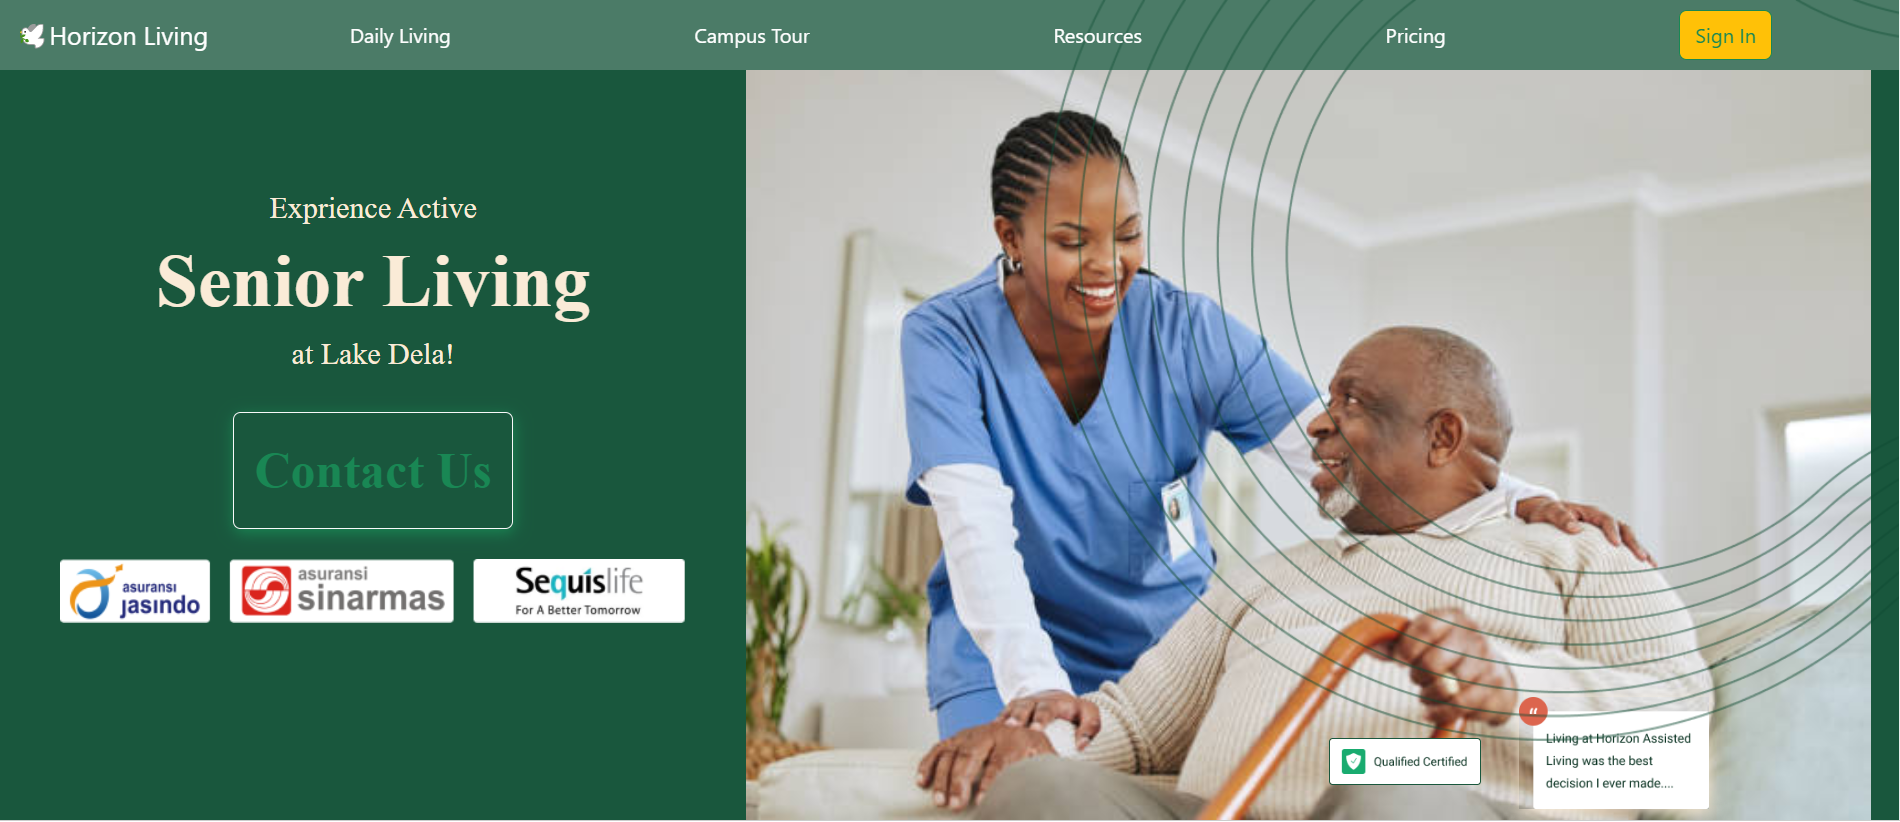 Horizon Living
Daily Living
Campus Tour
Resources
Pricing
Sign In
Exprience Active
Senior Living
at Lake Dela!
Contact Us
asuransi
jasindo
asuransi
sinarmas
Sequislife
For A Better Tomorrow
Qualified Certified
“
Living at Horizon Assisted
Living was the best
decision I ever made....